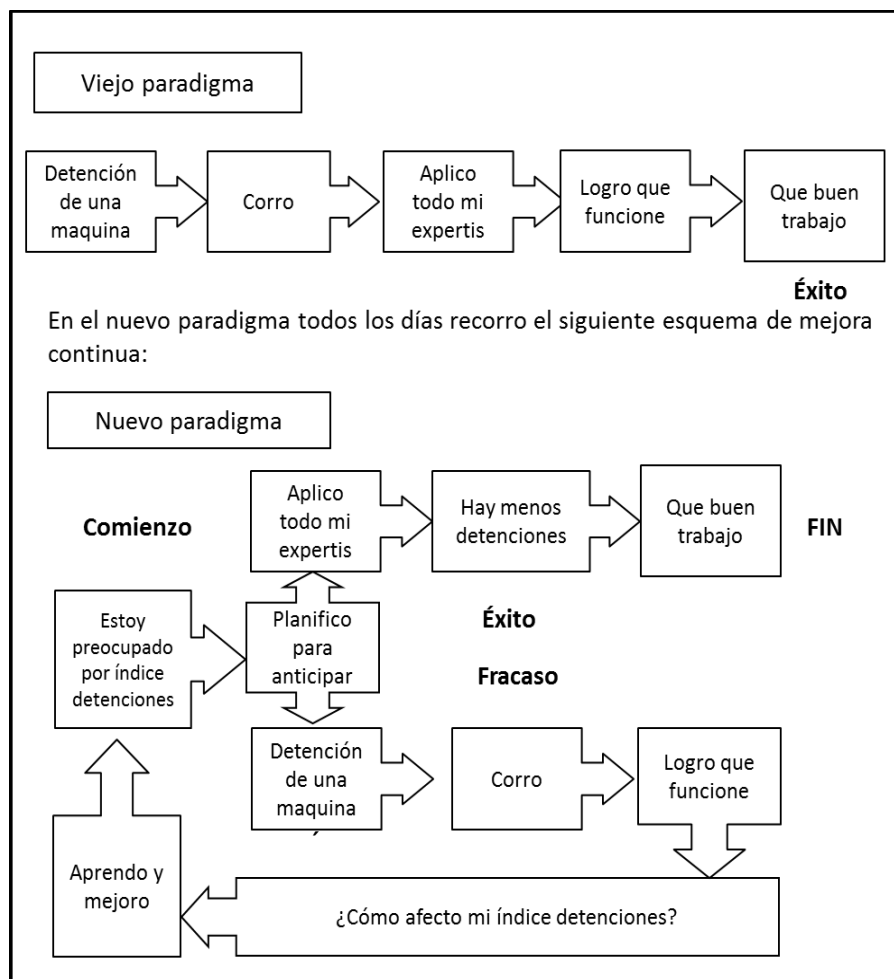 Viejo paradigma
Detención
de una
maquina
Corro
Aplico
todo mi
expertis
Logro que
funcione
Que buen
trabajo
Éxito
En el nuevo paradigma todos los días recorro el siguiente esquema de mejora
continua:
Nuevo paradigma
Comienzo
Aplico
todo mi
expertis
Hay menos
detenciones
Que buen
trabajo
FIN
Estoy
preocupado
por índice
detenciones
Planifico
para
anticipar
Éxito
Fracaso
Detención
de una
maquina
Corro
Logro que
funcione
Aprendo y
mejoro
¿Cómo afecto mi índice detenciones?